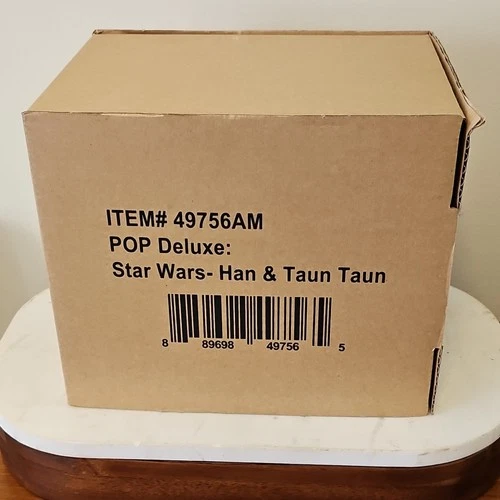 ITEM# 49756AM
POP Deluxe:
Star Wars- Han & Taun Taun
8 89698 49756 5